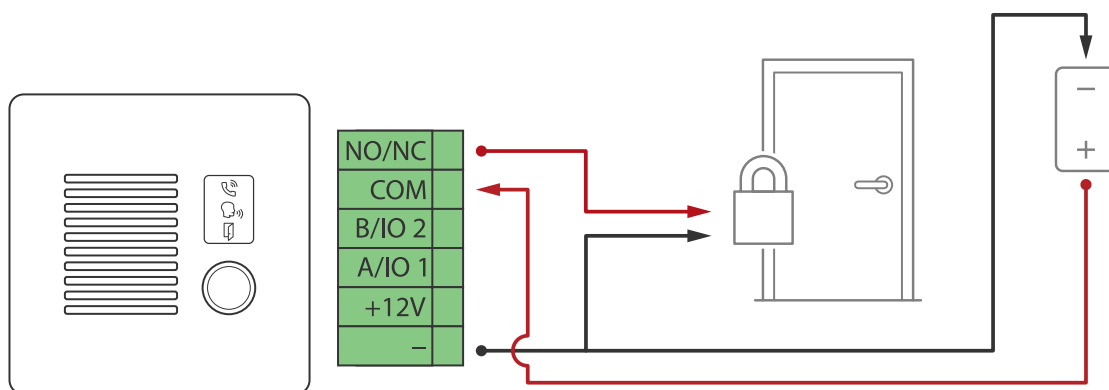 NO/NC
COM
B/IO 2
A/IO 1
+12V
–
–
+